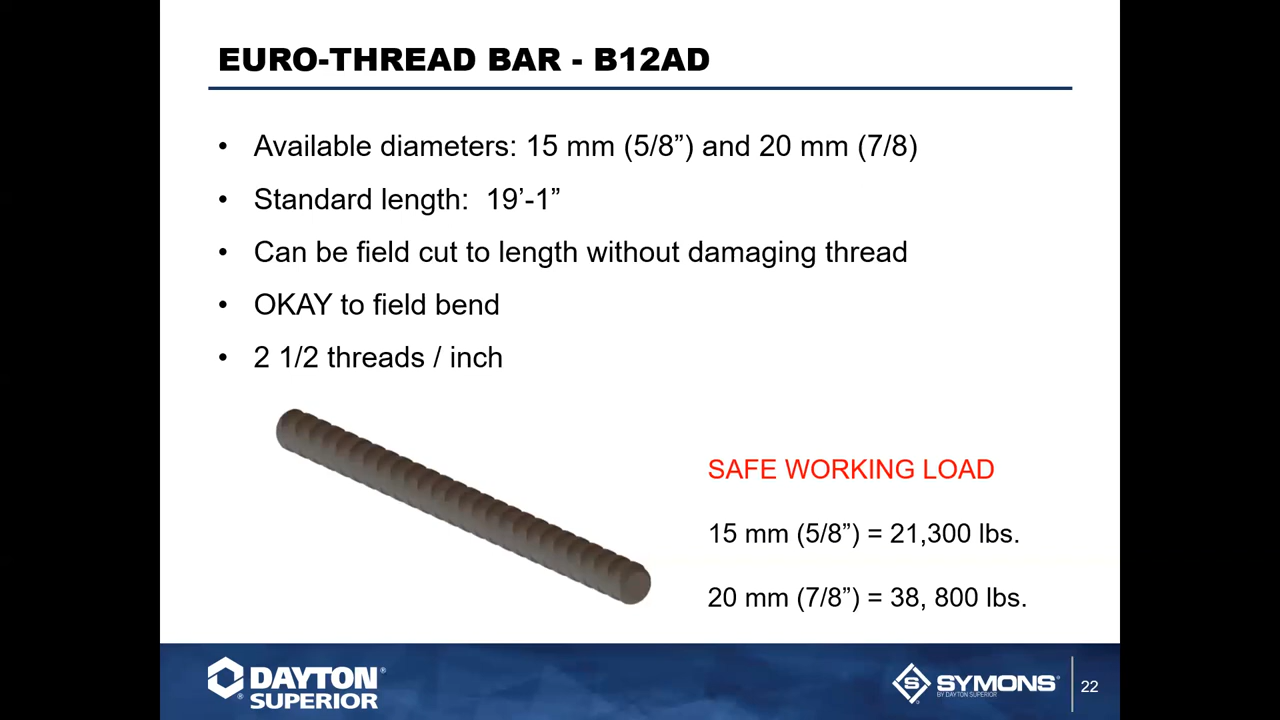 EURO-THREAD BAR - B12AD
• Available diameters: 15 mm (5/8”) and 20 mm (7/8)
• Standard length:  19’-1”
• Can be field cut to length without damaging thread
• OKAY to field bend
• 2 1/2 threads / inch
SAFE WORKING LOAD
15 mm (5/8”) = 21,300 lbs.
20 mm (7/8”) = 38, 800 lbs.
DAYTON®
®SUPERIOR
S SYMONS®
BY DAYTON SUPERIOR
22